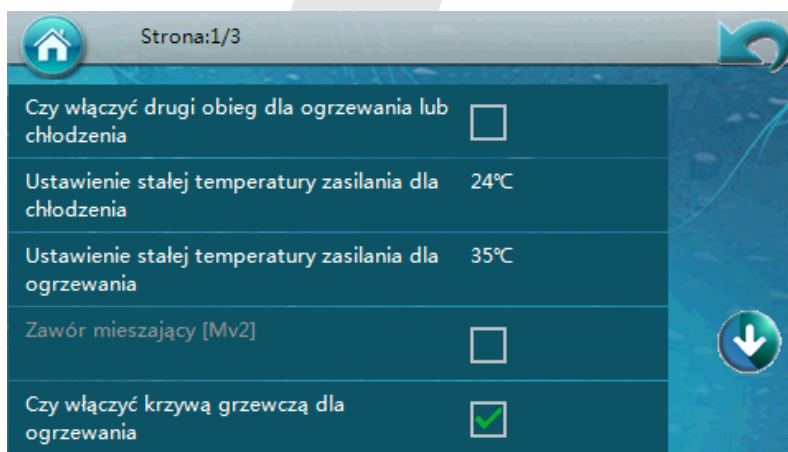 Strona:1/3
Czy włączyć drugi obieg dla ogrzewania lub
chłodzenia
Ustawienie stałej temperatury zasilania dla
chłodzenia
24℃
Ustawienie stałej temperatury zasilania dla
ogrzewania
35℃
Zawór mieszający [Mv2]
Czy włączyć krzywą grzewczą dla
ogrzewania